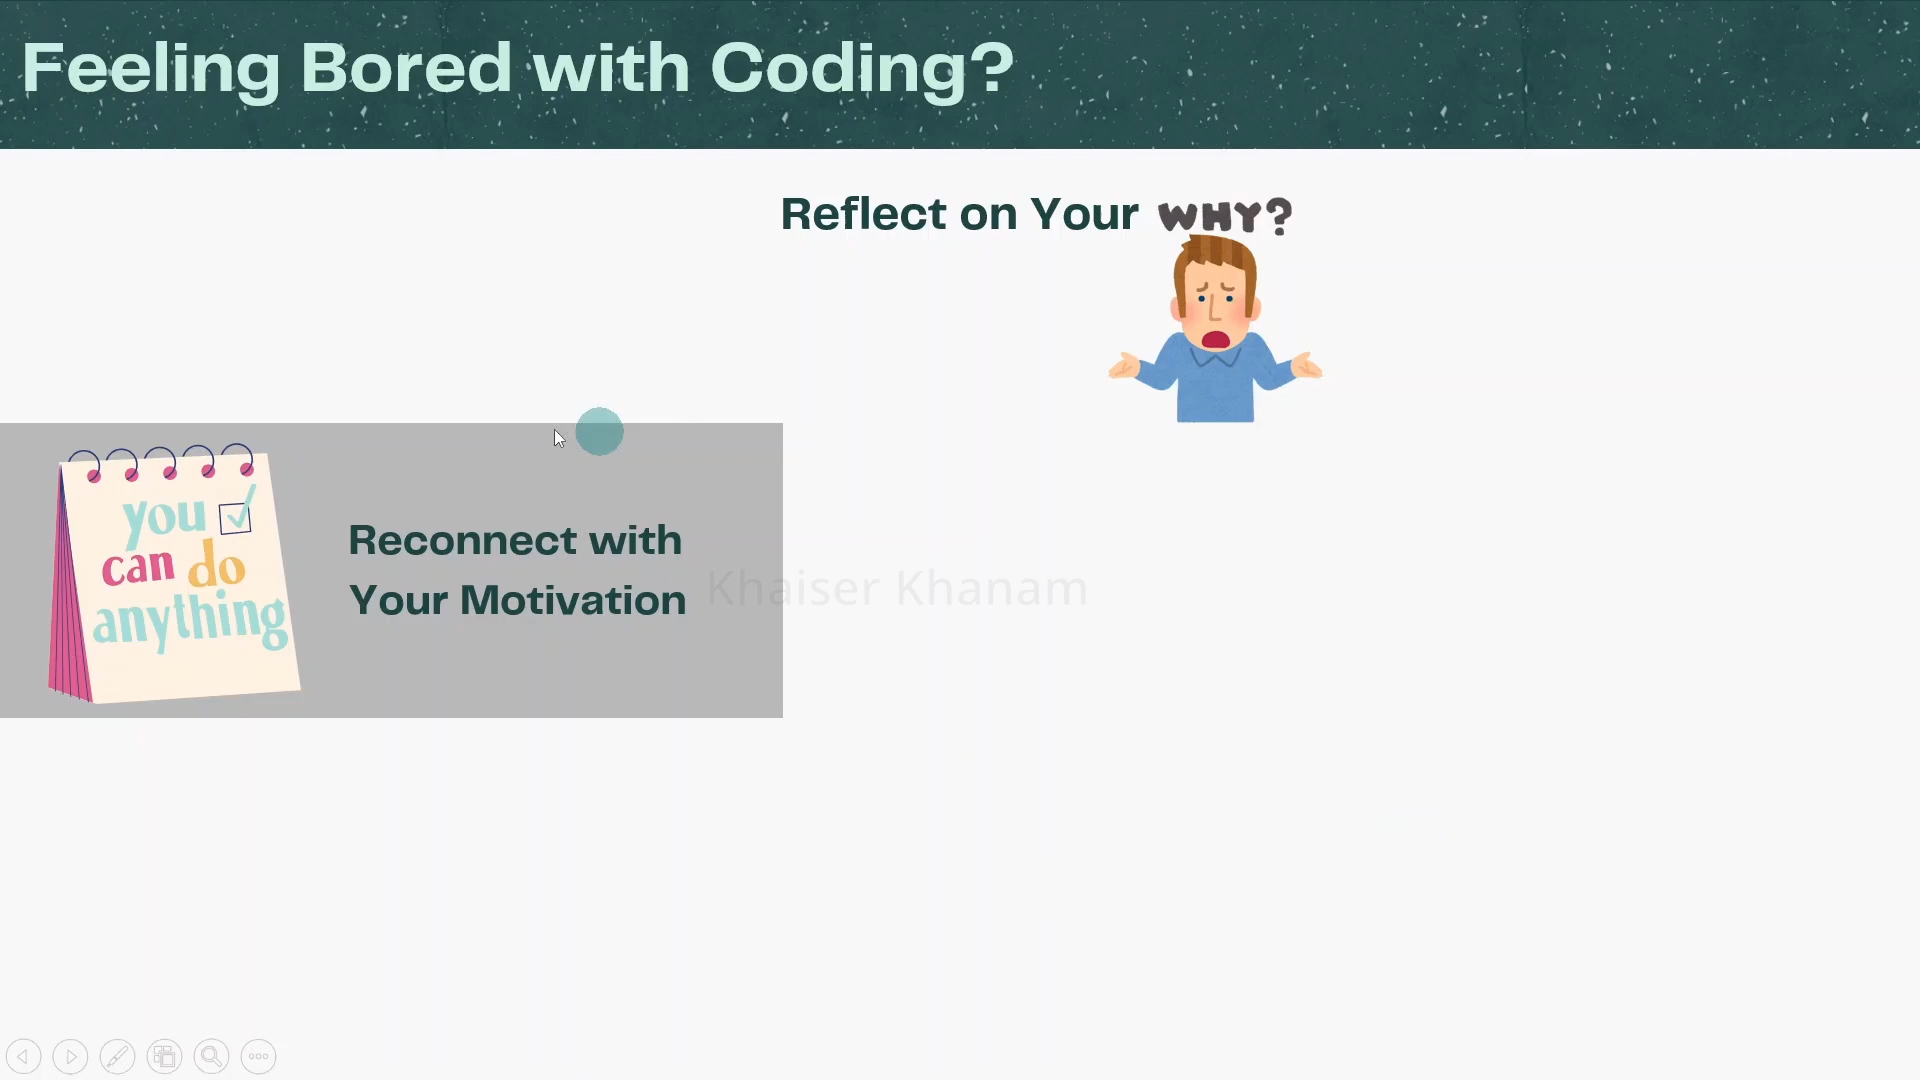 Feeling Bored with Coding?
Reflect on Your WHY?
you
can do
anything
Reconnect with
Your Motivation
Khaiser Khanam